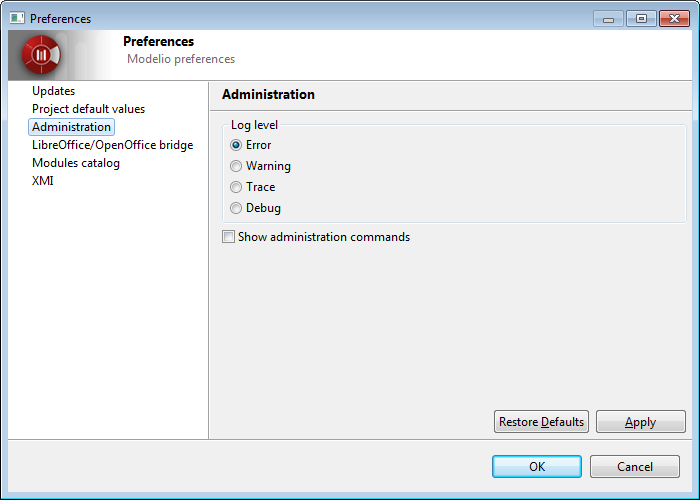 Preferences
Preferences
Modelio preferences
Updates
Project default values
Administration
LibreOffice/OpenOffice bridge
Modules catalog
XMI
Administration
Log level
Error
Warning
Trace
Debug
Show administration commands
Restore Defaults
Apply
OK
Cancel